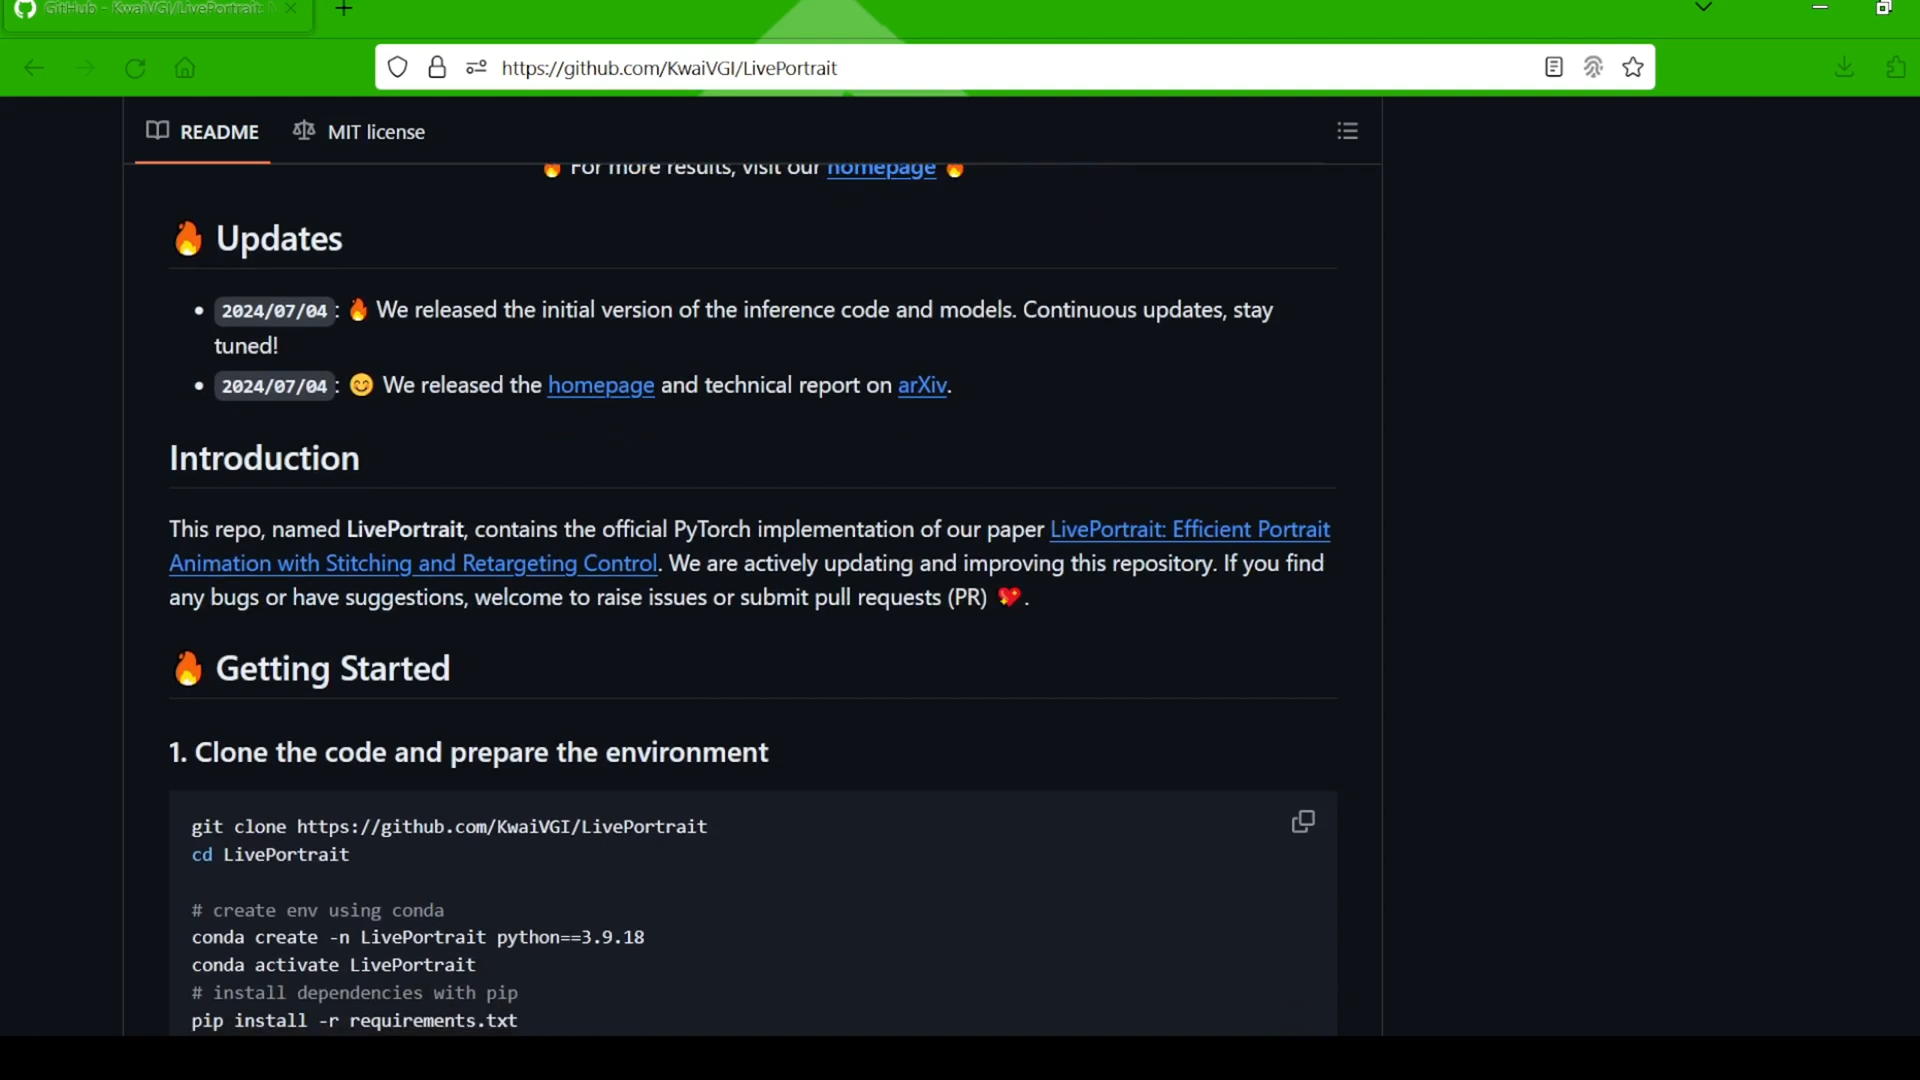 GitHub - KwaiVGI/LivePortrait:
https://github.com/KwaiVGI/LivePortrait
README MIT license
🔥 For more results, visit our homepage 🔥
🔥 Updates
• 2024/07/04: 🔥 We released the initial version of the inference code and models. Continuous updates, stay
tuned!
• 2024/07/04: 😊 We released the homepage and technical report on arXiv.
Introduction
This repo, named LivePortrait, contains the official PyTorch implementation of our paper LivePortrait: Efficient Portrait
Animation with Stitching and Retargeting Control. We are actively updating and improving this repository. If you find
any bugs or have suggestions, welcome to raise issues or submit pull requests (PR) 💖.
🔥 Getting Started
1. Clone the code and prepare the environment
git clone https://github.com/KwaiVGI/LivePortrait
cd LivePortrait
# create env using conda
conda create -n LivePortrait python==3.9.18
conda activate LivePortrait
# install dependencies with pip
pip install -r requirements.txt